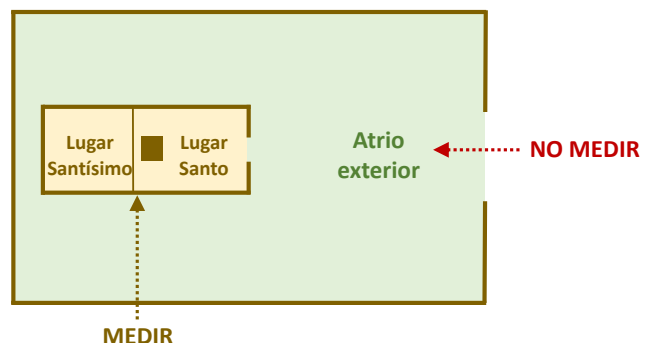 Lugar
Santísimo
Lugar
Santo
Atrio
exterior
NO MEDIR
MEDIR